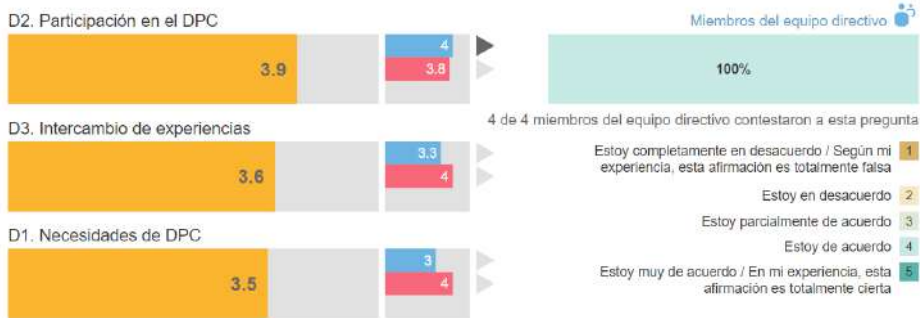 D2. Participación en el DPC
3.9
4
3.8
D3. Intercambio de experiencias
3.6
3.3
4
D1. Necesidades de DPC
3.5
3
4
Miembros del equipo directivo
100%
4 de 4 miembros del equipo directivo contestaron a esta pregunta
Estoy completamente en desacuerdo / Según mi 1
experiencia, esta afirmación es totalmente falsa
Estoy en desacuerdo 2
Estoy parcialmente de acuerdo 3
Estoy de acuerdo 4
Estoy muy de acuerdo / En mi experiencia, esta 5
afirmación es totalmente cierta